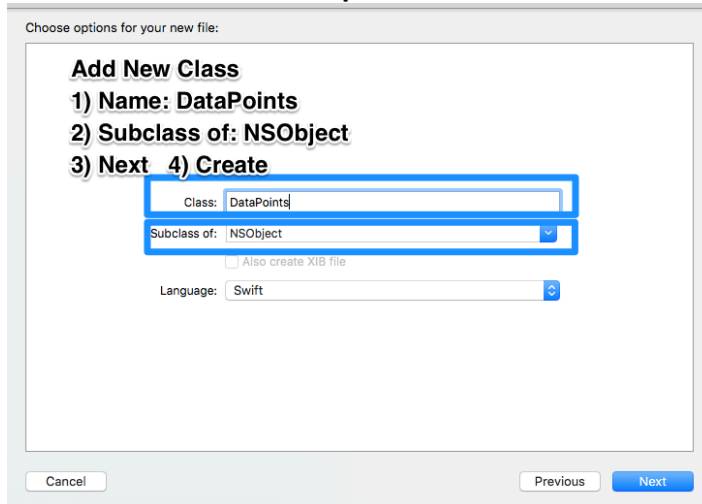 Choose options for your new file:
Add New Class
1) Name: DataPoints
2) Subclass of: NSObject
3) Next 4) Create
Class: DataPoints
Subclass of: NSObject
Also create XIB file
Language: Swift
Cancel Previous Next